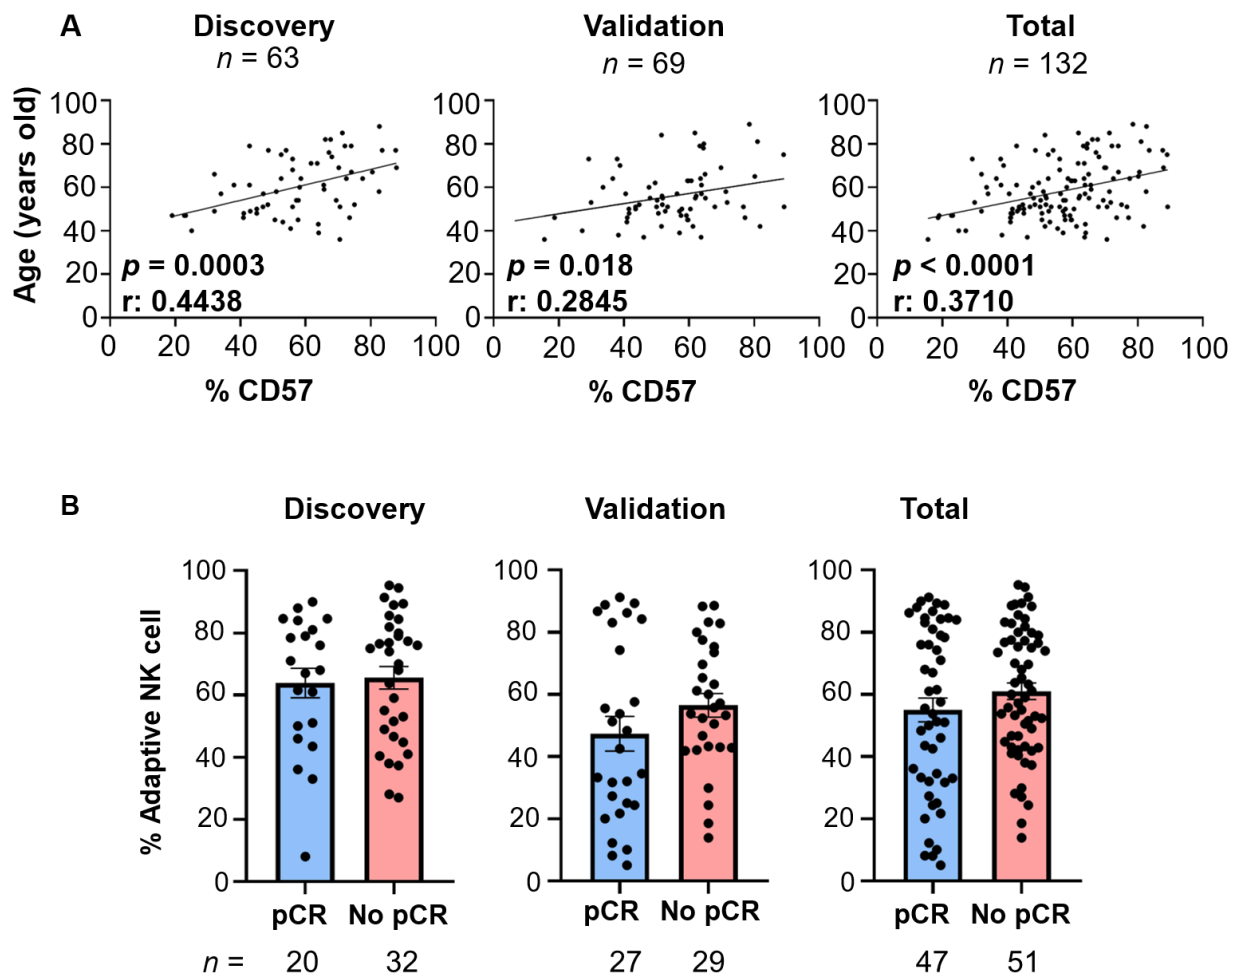 A
Discovery
n = 63
Validation
n = 69
Total
n = 132
Age (years old)
100
80
60
40
20
0
p = 0.0003
r: 0.4438
0 20 40 60 80 100
% CD57
100
80
60
40
20
0
p = 0.018
r: 0.2845
0 20 40 60 80 100
% CD57
100
80
60
40
20
0
p < 0.0001
r: 0.3710
0 20 40 60 80 100
% CD57
B
Discovery
Validation
Total
% Adaptive NK cell
100
80
60
40
20
0
pCR No pCR
100
80
60
40
20
0
pCR No pCR
100
80
60
40
20
0
pCR No pCR
n = 20 32 27 29 47 51